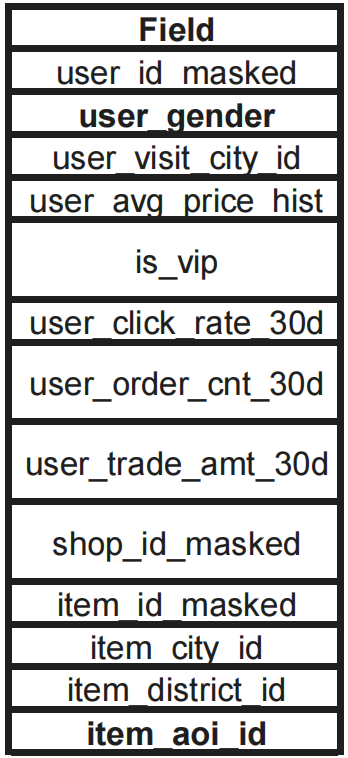 Field
user_id_masked
user_gender
user_visit_city_id
user_avg_price_hist
is_vip
user_click_rate_30d
user_order_cnt_30d
user_trade_amt_30d
shop_id_masked
item_id_masked
item_city_id
item_district_id
item_aoi_id